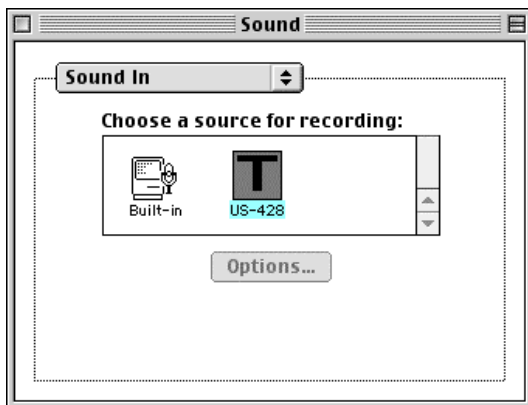 Sound
Sound In
Choose a source for recording:
Built-in
US-428
Options...